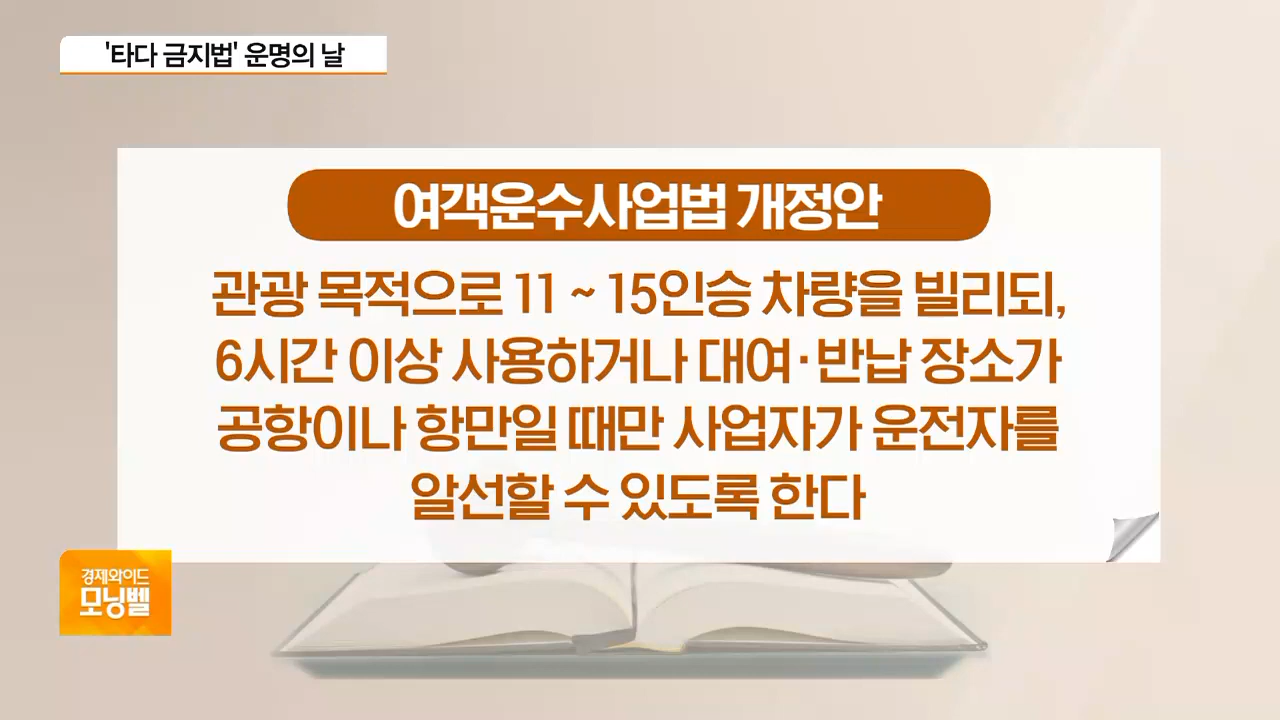 '타다 금지법' 운명의 날
여객운수사업법 개정안
관광 목적으로 11 ~ 15인승 차량을 빌리되,
6시간 이상 사용하거나 대여·반납 장소가
공항이나 항만일 때만 사업자가 운전자를
알선할 수 있도록 한다
경제와이드
모닝벨